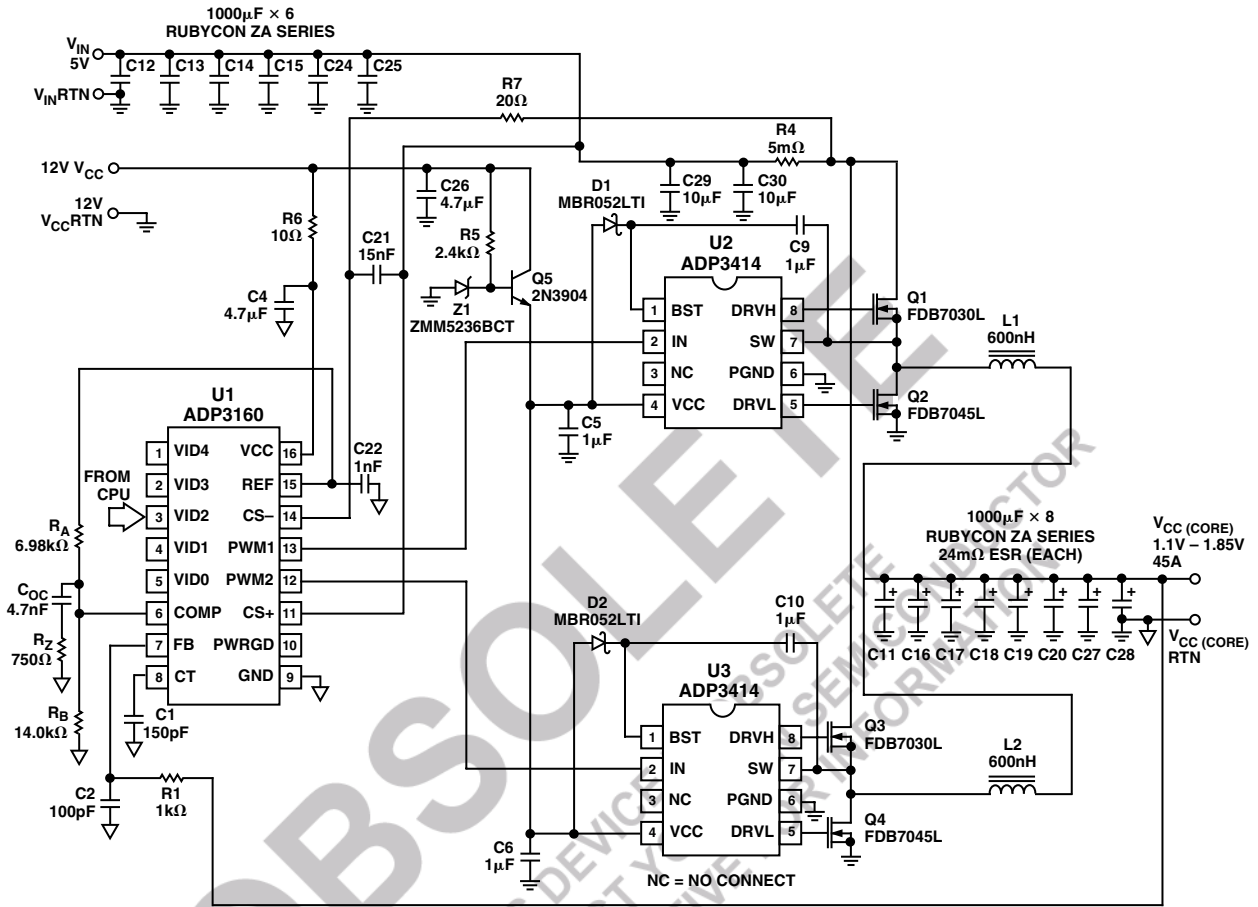 1000μF × 6
RUBYCON ZA SERIES
VIN
5V
C12
C13
C14
C15
C24
C25
VINRTN
R7
20Ω
R4
5mΩ
12V VCC
12V
VCCRTN
C26
4.7μF
C29
10μF
C30
10μF
D1
MBR052LTI
R6
10Ω
C21
15nF
R5
2.4kΩ
Q5
2N3904
Z1
ZMM5236BCT
C4
4.7μF
C9
1μF
U2
ADP3414
1 BST
2 IN
3 NC
4 VCC
DRVH 8
SW 7
PGND 6
DRVL 5
Q1
FDB7030L
L1
600nH
Q2
FDB7045L
C5
1μF
U1
ADP3160
1 VID4
2 VID3
3 VID2
4 VID1
5 VID0
6 COMP
7 FB
8 CT
VCC 16
REF 15
CS– 14
PWM1 13
PWM2 12
CS+ 11
PWRGD 10
GND 9
C22
1nF
FROM
CPU
RA
6.98kΩ
COC
4.7nF
RZ
750Ω
RB
14.0kΩ
C1
150pF
C2
100pF
R1
1kΩ
1000μF × 8
RUBYCON ZA SERIES
24mΩ ESR (EACH)
VCC (CORE)
1.1V – 1.85V
45A
+ + + + + + + +
C11 C16 C17 C18 C19 C20 C27 C28
VCC (CORE)
RTN
D2
MBR052LTI
C10
1μF
U3
ADP3414
1 BST
2 IN
3 NC
4 VCC
DRVH 8
SW 7
PGND 6
DRVL 5
Q3
FDB7030L
L2
600nH
Q4
FDB7045L
C6
1μF
NC = NO CONNECT
OBSOLETE
DEVICE
OBSOLETE
SEMICONDUCTOR
FOR INFORMATION